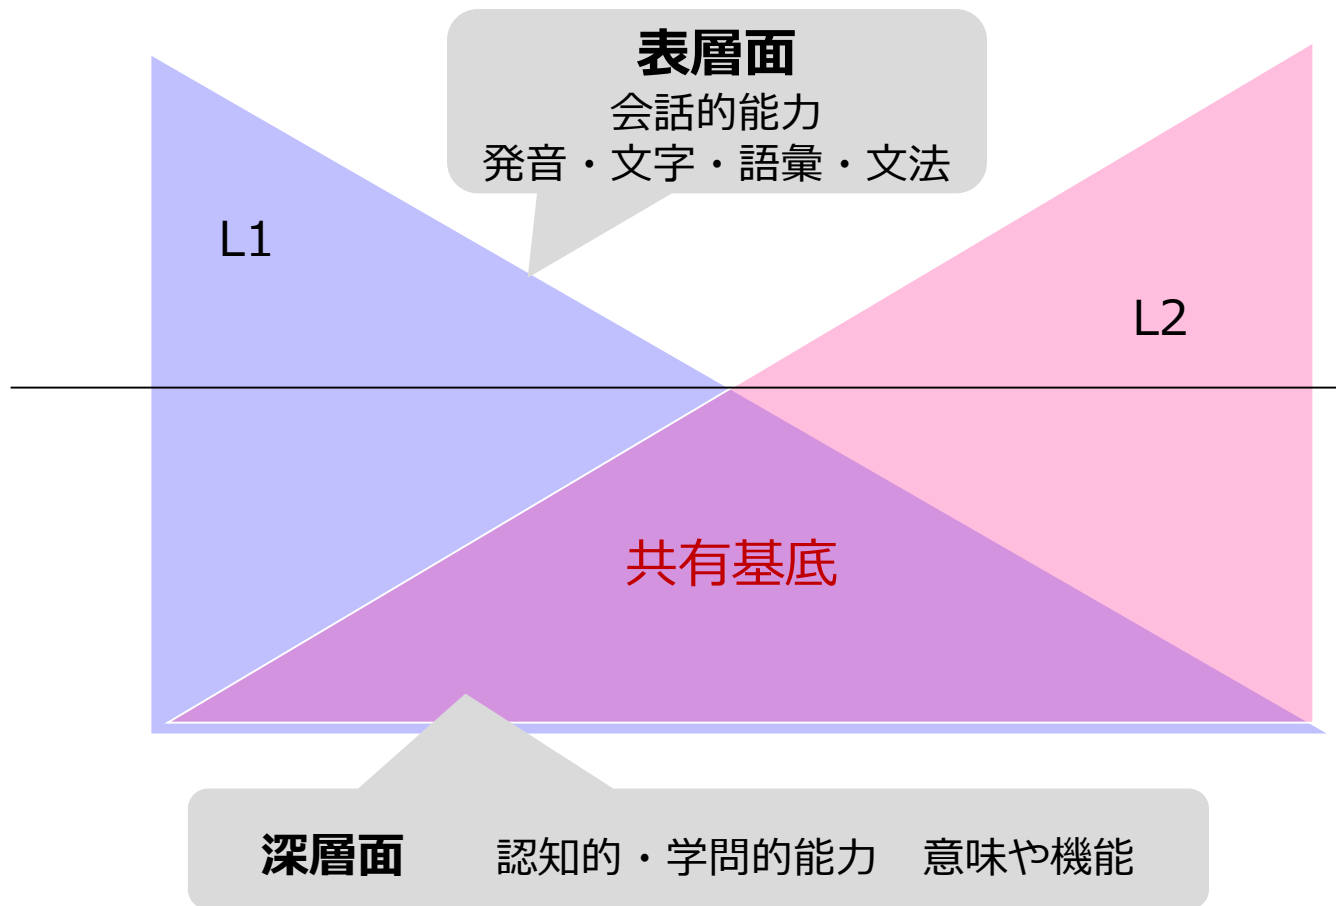 表層面
会話的能力
発音・文字・語彙・文法
L1
L2
共有基底
深層面　認知的・学問的能力　意味や機能